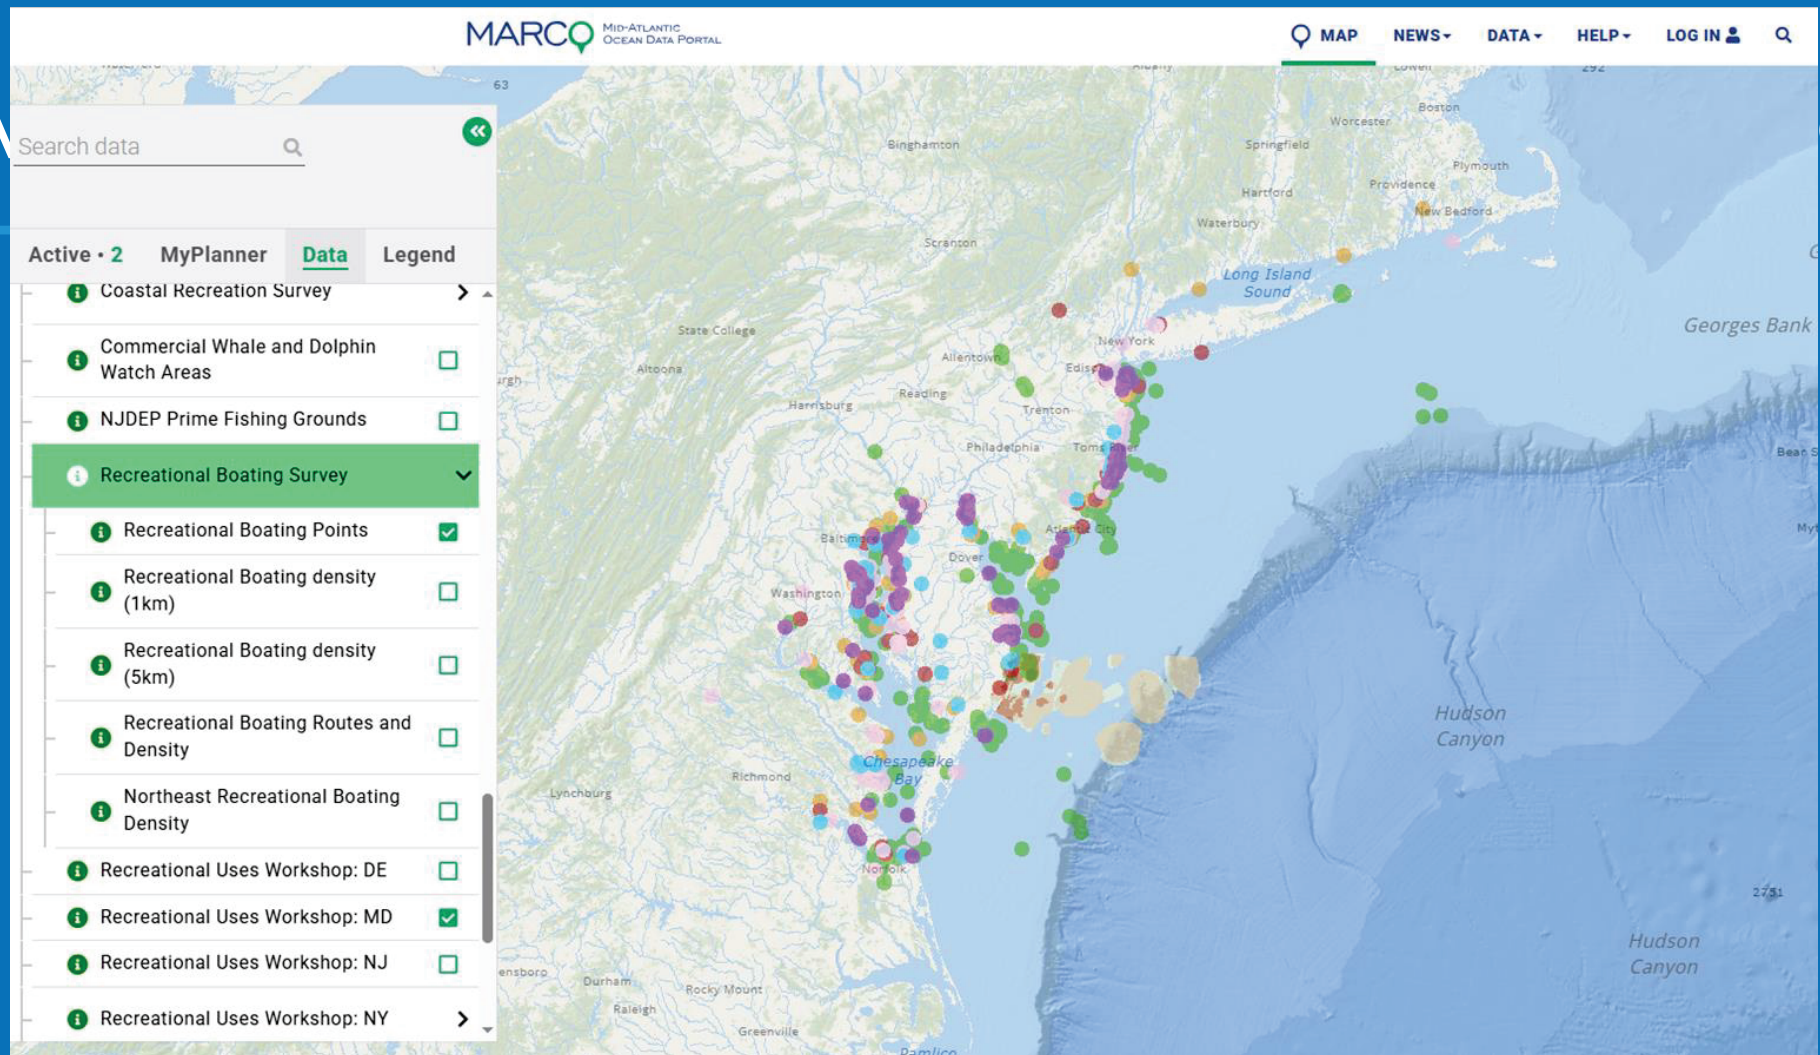 MARCO
MID-ATLANTIC
OCEAN DATA PORTAL
MAP
NEWS
DATA
HELP
LOG IN
Search data
Active • 2
MyPlanner
Data
Legend
Coastal Recreation Survey
Commercial Whale and Dolphin
Watch Areas
NJDEP Prime Fishing Grounds
Recreational Boating Survey
Recreational Boating Points
Recreational Boating density
(1km)
Recreational Boating density
(5km)
Recreational Boating Routes and
Density
Northeast Recreational Boating
Density
Recreational Uses Workshop: DE
Recreational Uses Workshop: MD
Recreational Uses Workshop: NJ
Recreational Uses Workshop: NY
63
Albany
Lowell
292
Boston
Worcester
Binghamton
Springfield
Plymouth
Hartford
Providence
New Bedford
Waterbury
Scranton
Long Island
Sound
State College
Georges Bank
New York
Allentown
Altoona
Reading
Harrisburg
Trenton
Philadelphia
Toms River
Atlantic City
Baltimore
Dover
Washington
Hudson
Canyon
Chesapeake
Bay
Richmond
Lynchburg
Norfolk
2751
Hudson
Canyon
ensboro
Durham
Rocky Mount
Raleigh
Greenville
Pamlico